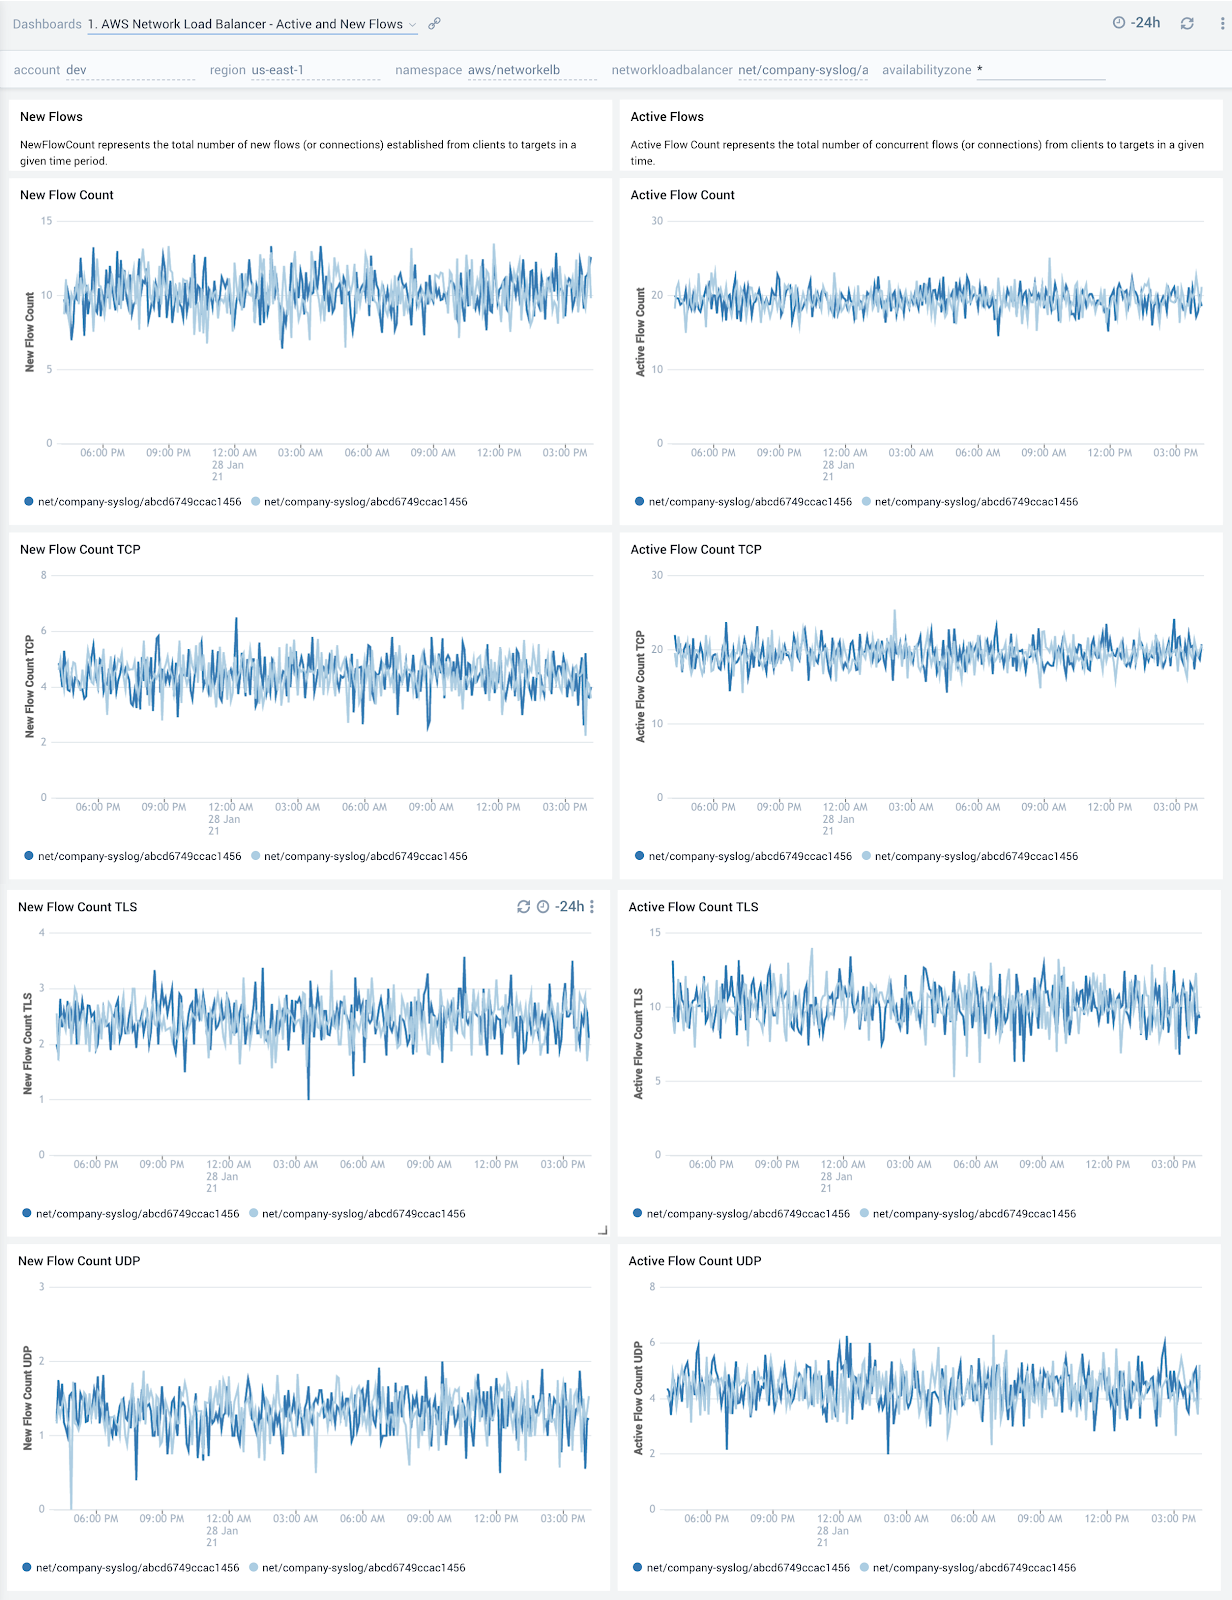 Dashboards 1. AWS Network Load Balancer - Active and New Flows -24h
account dev region us-east-1 namespace aws/networkelb networkloadbalancer net/company-syslog/a availabilityzone *
New Flows
NewFlowCount represents the total number of new flows (or connections) established from clients to targets in a
given time period.
Active Flows
Active Flow Count represents the total number of concurrent flows (or connections) from clients to targets in a given
time.
New Flow Count
15
10
5
0
New Flow Count
06:00 PM 09:00 PM 12:00 AM 03:00 AM 06:00 AM 09:00 AM 12:00 PM 03:00 PM
28 Jan
21
net/company-syslog/abcd6749ccac1456 net/company-syslog/abcd6749ccac1456
Active Flow Count
30
20
10
0
Active Flow Count
06:00 PM 09:00 PM 12:00 AM 03:00 AM 06:00 AM 09:00 AM 12:00 PM 03:00 PM
28 Jan
21
net/company-syslog/abcd6749ccac1456 net/company-syslog/abcd6749ccac1456
New Flow Count TCP
8
6
4
2
0
New Flow Count TCP
06:00 PM 09:00 PM 12:00 AM 03:00 AM 06:00 AM 09:00 AM 12:00 PM 03:00 PM
28 Jan
21
net/company-syslog/abcd6749ccac1456 net/company-syslog/abcd6749ccac1456
Active Flow Count TCP
30
20
10
0
Active Flow Count TCP
06:00 PM 09:00 PM 12:00 AM 03:00 AM 06:00 AM 09:00 AM 12:00 PM 03:00 PM
28 Jan
21
net/company-syslog/abcd6749ccac1456 net/company-syslog/abcd6749ccac1456
New Flow Count TLS -24h
4
3
2
1
0
New Flow Count TLS
06:00 PM 09:00 PM 12:00 AM 03:00 AM 06:00 AM 09:00 AM 12:00 PM 03:00 PM
28 Jan
21
net/company-syslog/abcd6749ccac1456 net/company-syslog/abcd6749ccac1456
Active Flow Count TLS
15
10
5
0
Active Flow Count TLS
06:00 PM 09:00 PM 12:00 AM 03:00 AM 06:00 AM 09:00 AM 12:00 PM 03:00 PM
28 Jan
21
net/company-syslog/abcd6749ccac1456 net/company-syslog/abcd6749ccac1456
New Flow Count UDP
3
2
1
0
New Flow Count UDP
06:00 PM 09:00 PM 12:00 AM 03:00 AM 06:00 AM 09:00 AM 12:00 PM 03:00 PM
28 Jan
21
net/company-syslog/abcd6749ccac1456 net/company-syslog/abcd6749ccac1456
Active Flow Count UDP
8
6
4
2
0
Active Flow Count UDP
06:00 PM 09:00 PM 12:00 AM 03:00 AM 06:00 AM 09:00 AM 12:00 PM 03:00 PM
28 Jan
21
net/company-syslog/abcd6749ccac1456 net/company-syslog/abcd6749ccac1456